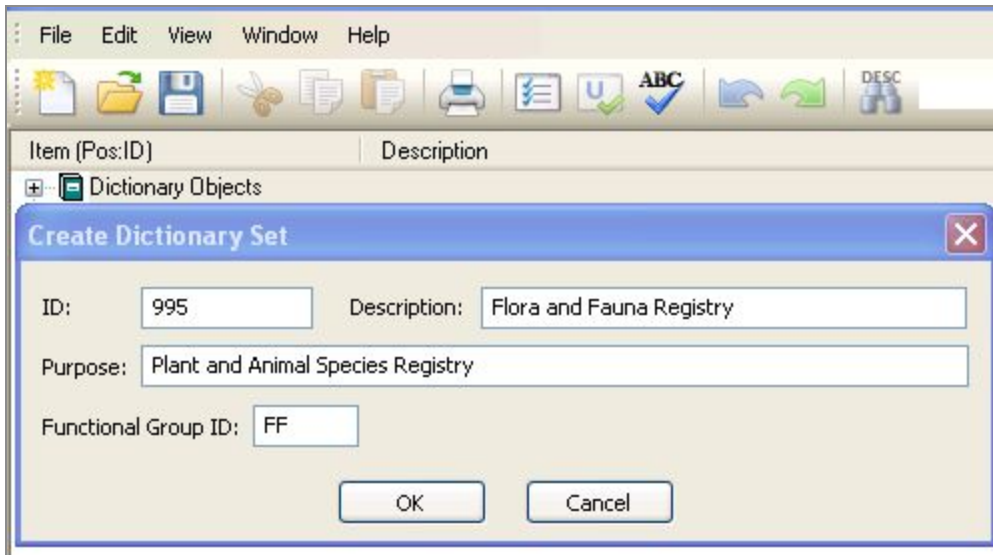 File Edit View Window Help
ABC DESC
Item (Pos:ID) Description
Dictionary Objects
Create Dictionary Set
ID: 995 Description: Flora and Fauna Registry
Purpose: Plant and Animal Species Registry
Functional Group ID: FF
OK Cancel